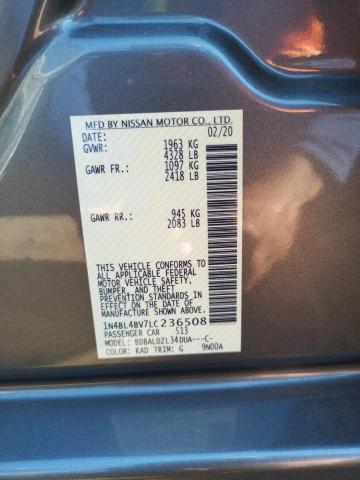 MFD BY NISSAN MOTOR CO., LTD.
DATE: 02/20
GVWR: 1963 KG
4328 LB
GAWR FR.: 1097 KG
2418 LB
GAWR RR.: 945 KG
2083 LB
THIS VEHICLE CONFORMS TO
ALL APPLICABLE FEDERAL
MOTOR VEHICLE SAFETY,
BUMPER, AND THEFT
PREVENTION STANDARDS IN
EFFECT ON THE DATE OF
MANUFACTURE SHOWN ABOVE.
1N4BL4BV7LC236508
PASSENGER CAR 513
MODEL: BDBALDZL34DUA---C-
COLOR: KAD TRIM: G 9N00A